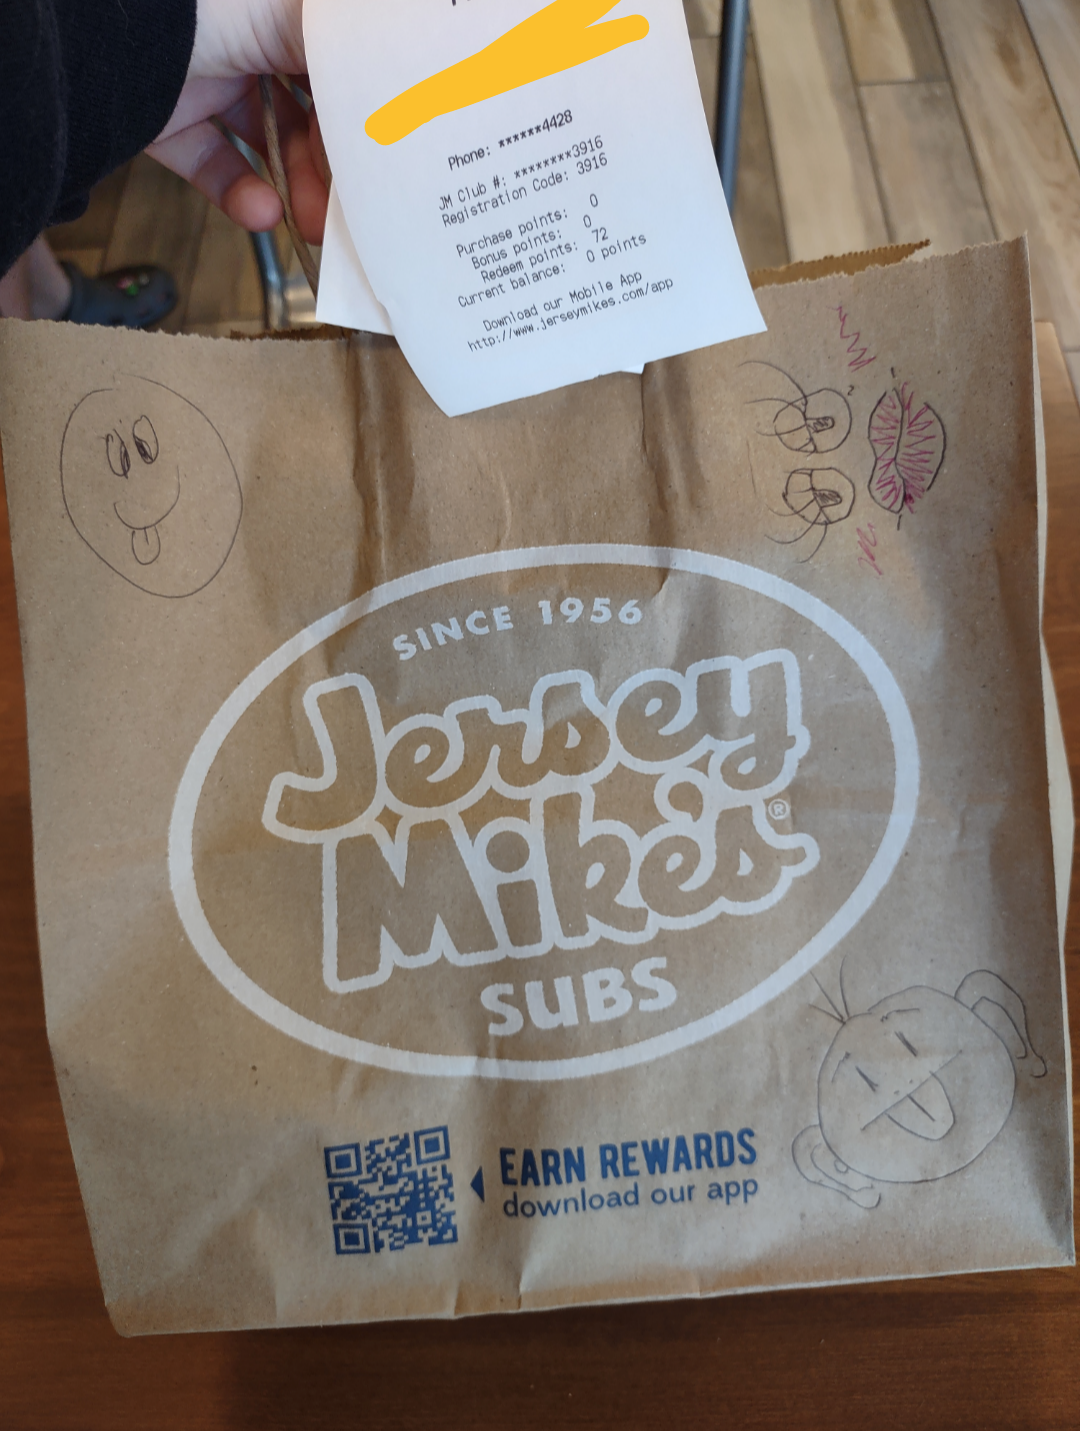 Phone: ******4428
JM Club #: ********3916
Registration Code: 3916
Purchase points: 0
Bonus points: 0
Redeem points: 72
Current balance: 0 points
Download our Mobile App
http://www.jerseymikes.com/app
SINCE 1956
Jersey
Mike's®
SUBS
EARN REWARDS
download our app